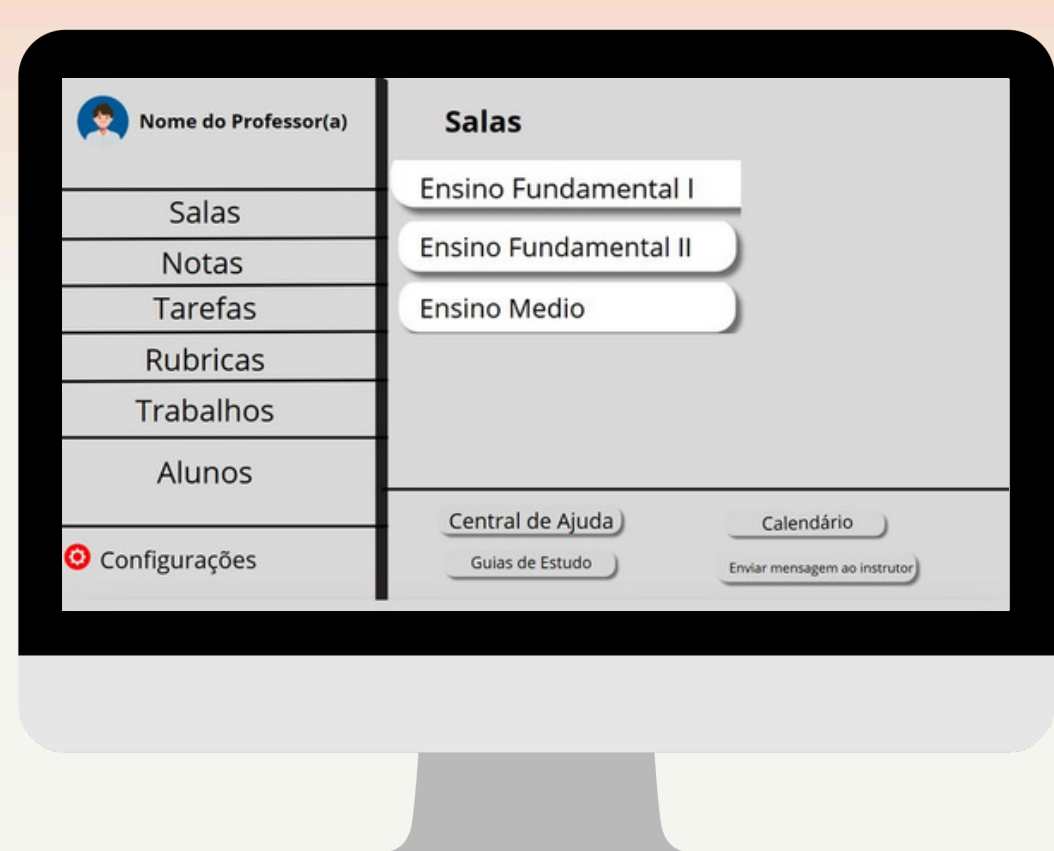 Nome do Professor(a)
Salas
Notas
Tarefas
Rubricas
Trabalhos
Alunos
Configurações
Salas
Ensino Fundamental I
Ensino Fundamental II
Ensino Medio
Central de Ajuda
Calendário
Guias de Estudo
Enviar mensagem ao instrutor